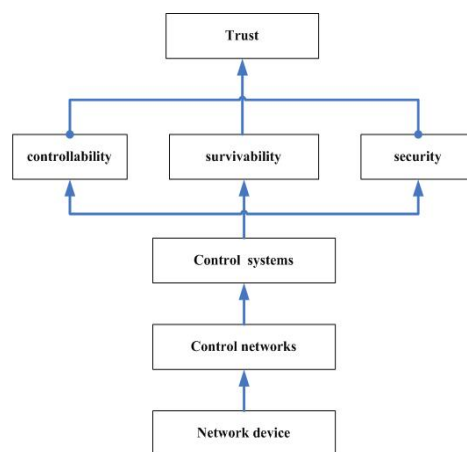 Trust
controllability
survivability
security
Control systems
Control networks
Network device